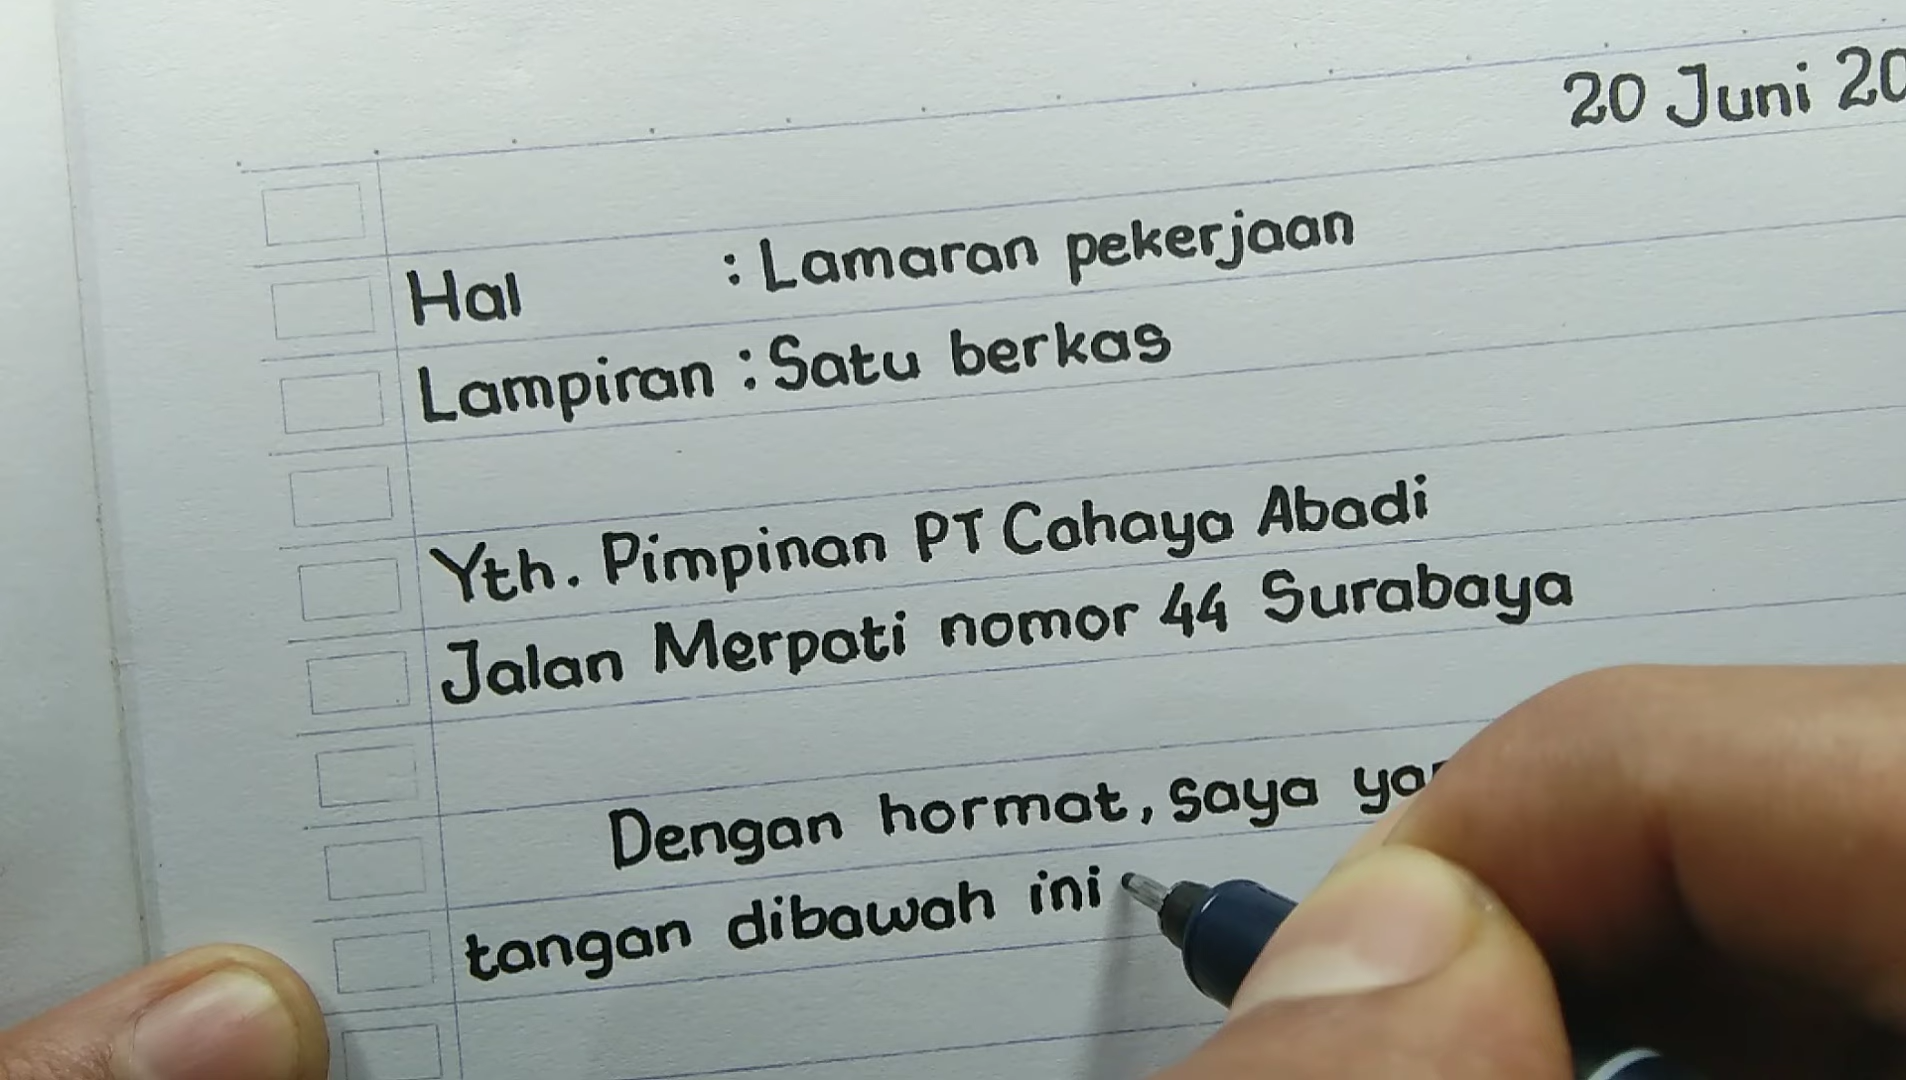 20 Juni 20
Hal : Lamaran pekerjaan
Lampiran : Satu berkas
Yth. Pimpinan PT Cahaya Abadi
Jalan Merpati nomor 44 Surabaya
Dengan hormat, saya
tangan dibawah ini